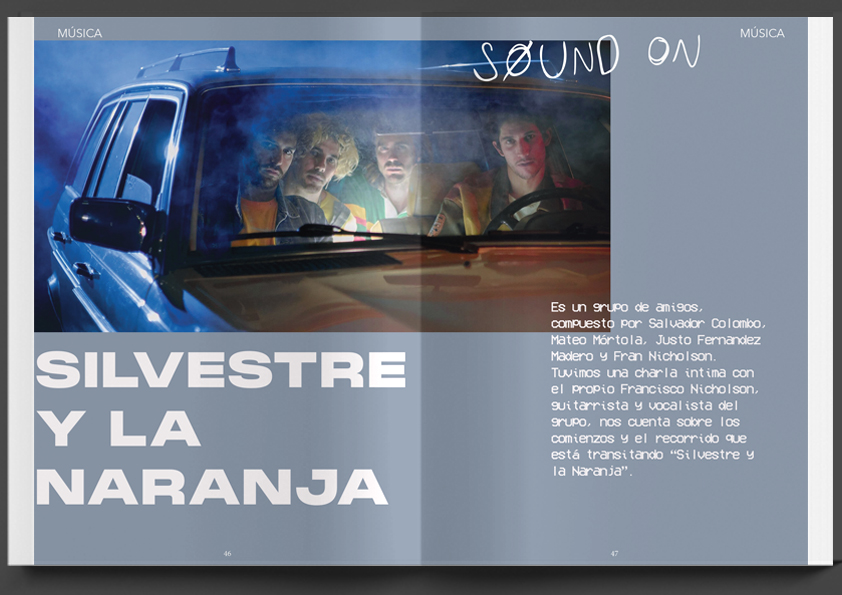 MÚSICA
MÚSICA
SØUND ON
SILVESTRE
Y LA
NARANJA
Es un grupo de amigos,
compuesto por Salvador Colombo,
Mateo Mórtola, Justo Fernandez
Madero y Fran Nicholson.
Tuvimos una charla intima con
el propio Francisco Nicholson,
guitarrista y vocalista del
grupo, nos cuenta sobre los
comienzos y el recorrido que
está transitando “Silvestre y
la Naranja”.
46
47